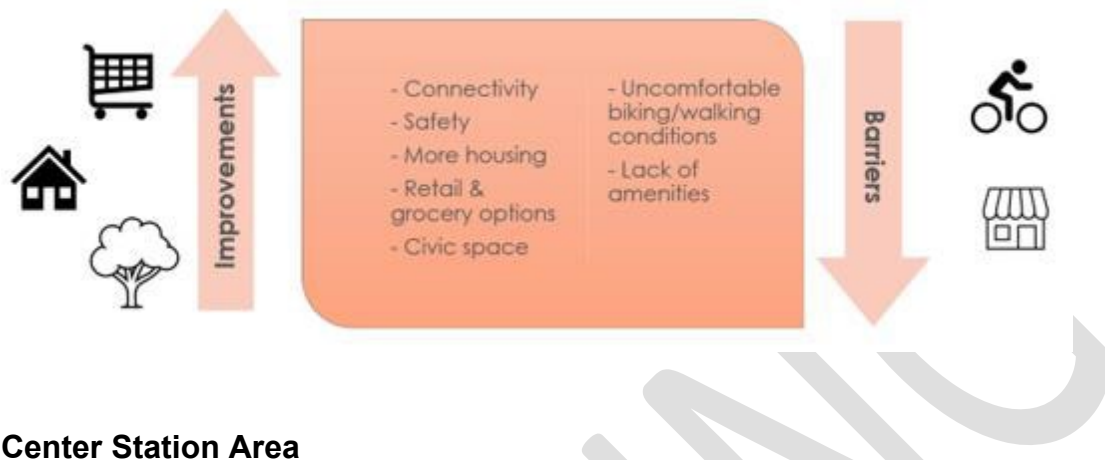 Improvements
- Connectivity
- Safety
- More housing
- Retail &
grocery options
- Civic space
- Uncomfortable
biking/walking
conditions
- Lack of
amenities
Barriers
Center Station Area